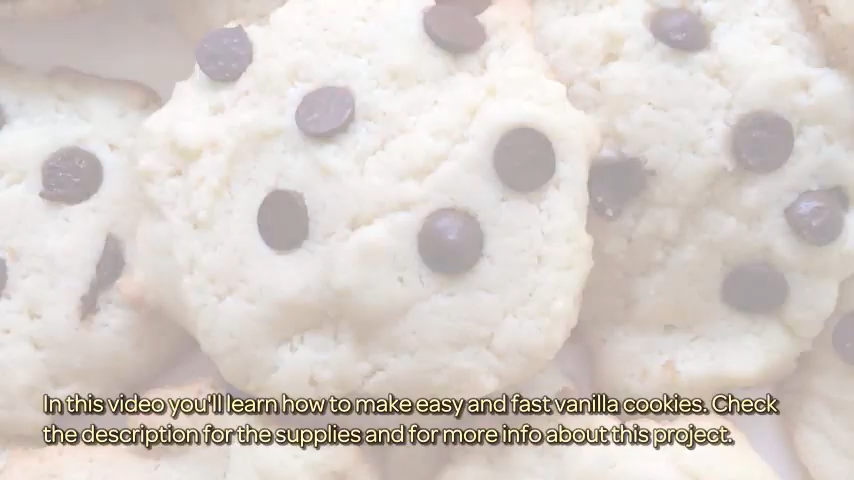 In this video you'll learn how to make easy and fast vanilla cookies. Check
the description for the supplies and for more info about this project.